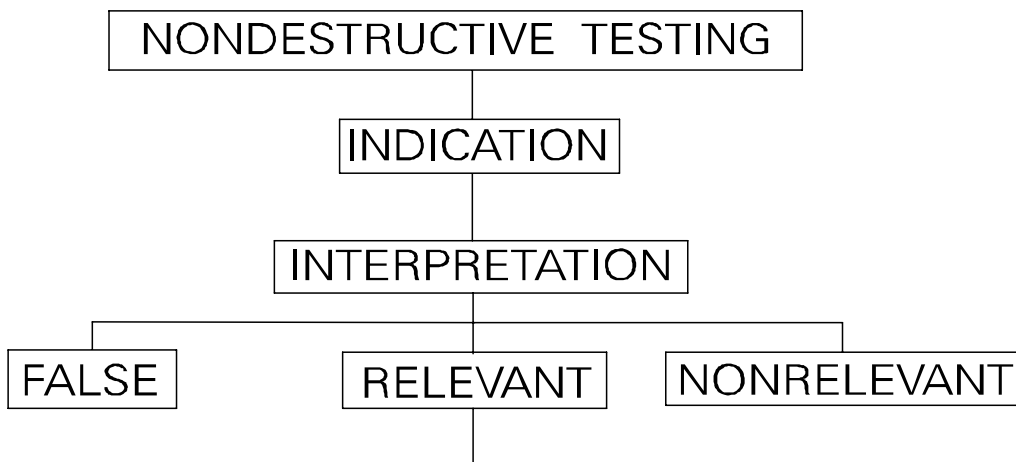 NONDESTRUCTIVE TESTING
INDICATION
INTERPRETATION
FALSE
RELEVANT
NONRELEVANT